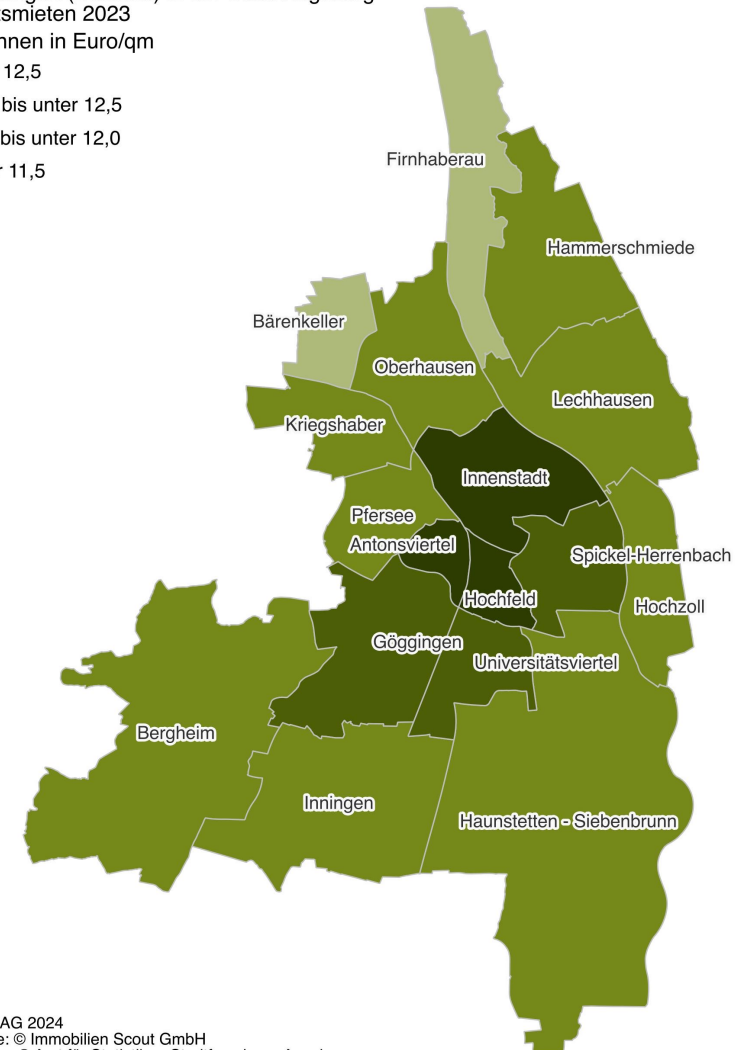 smieten 2023
nnen in Euro/qm
12,5
bis unter 12,5
bis unter 12,0
11,5
Firnhaberau
Hammerschmiede
Bärenkeller
Oberhausen
Lechhausen
Kriegshaber
Innenstadt
Pfersee
Antonsviertel
Spickel-Herrenbach
Hochfeld
Hochzoll
Göggingen
Universitätsviertel
Bergheim
Inningen
Haunstetten - Siebenbrunn
AG 2024
e: © Immobilien Scout GmbH